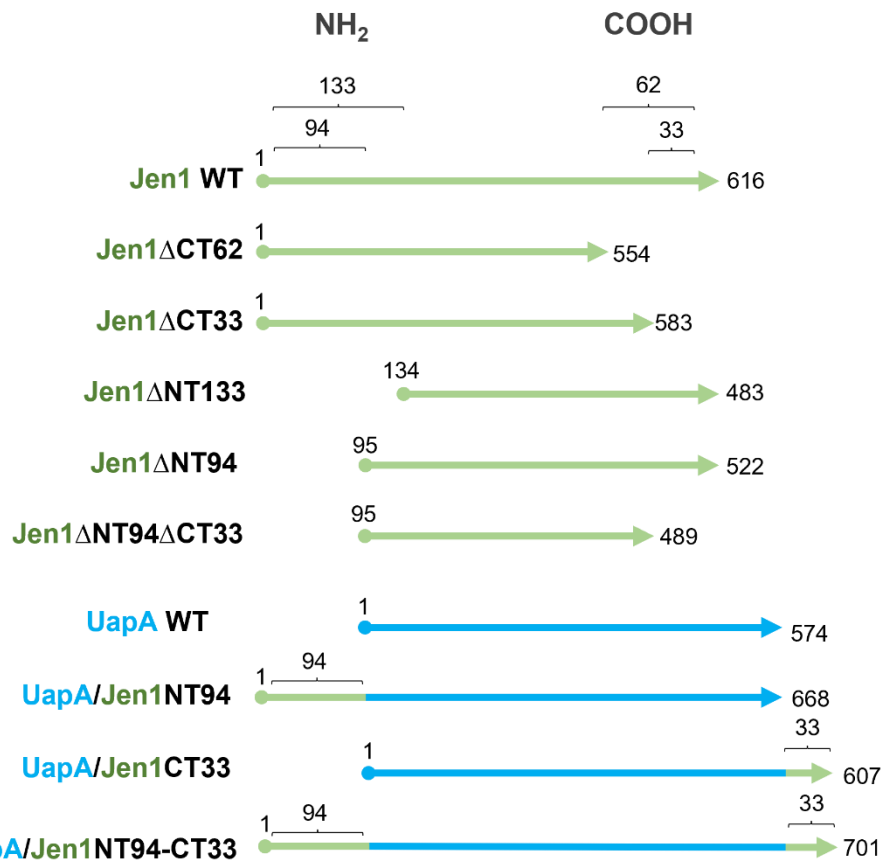 NH₂ COOH
133 62
94 33
1
Jen1 WT 616
1
Jen1ΔCT62 554
1
Jen1ΔCT33 583
134
Jen1ΔNT133 483
95
Jen1ΔNT94 522
95
Jen1ΔNT94ΔCT33 489
1
UapA WT 574
1 94
UapA/Jen1NT94 668
1 33
UapA/Jen1CT33 607
1 94 33
pA/Jen1NT94-CT33 701